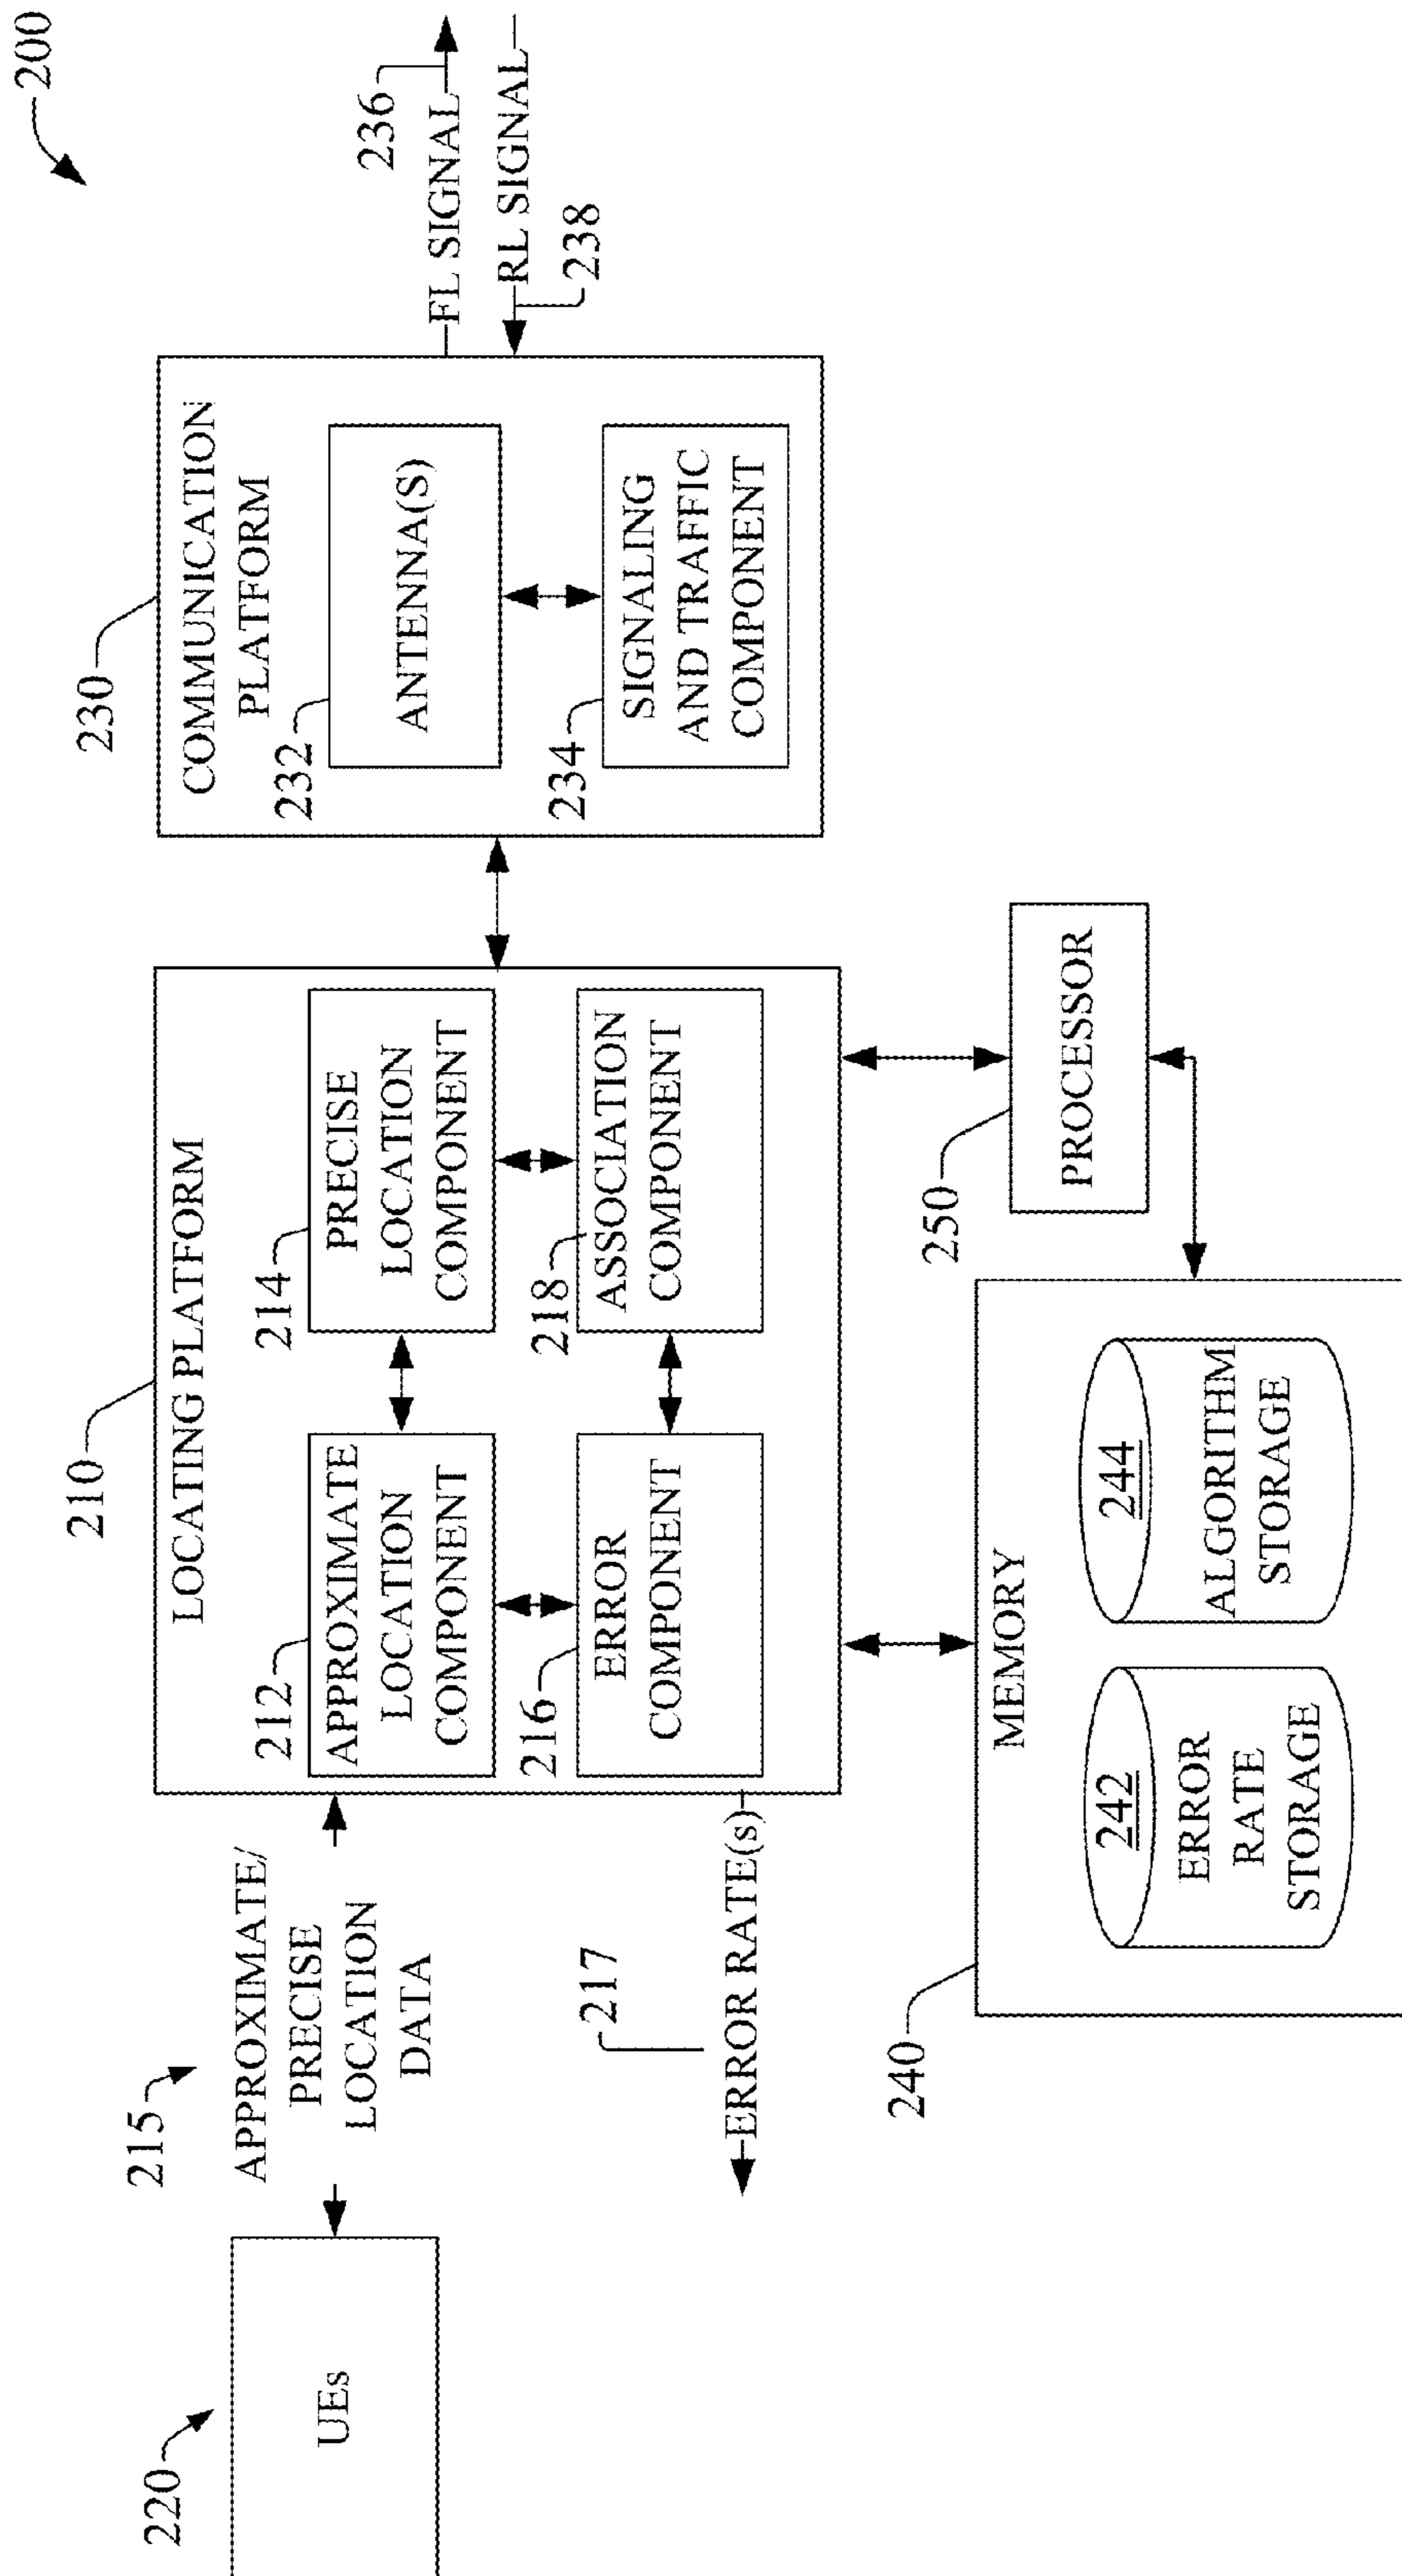 200
220
UEs
215
APPROXIMATE/
PRECISE
LOCATION
DATA
217
ERROR RATE(s)
210
LOCATING PLATFORM
212
APPROXIMATE
LOCATION
COMPONENT
214
PRECISE
LOCATION
COMPONENT
216
ERROR
COMPONENT
218
ASSOCIATION
COMPONENT
230
COMMUNICATION
PLATFORM
232
ANTENNA(S)
234
SIGNALING
AND TRAFFIC
COMPONENT
236
FL SIGNAL
RL SIGNAL
238
240
MEMORY
242
ERROR
RATE
STORAGE
244
ALGORITHM
STORAGE
250
PROCESSOR